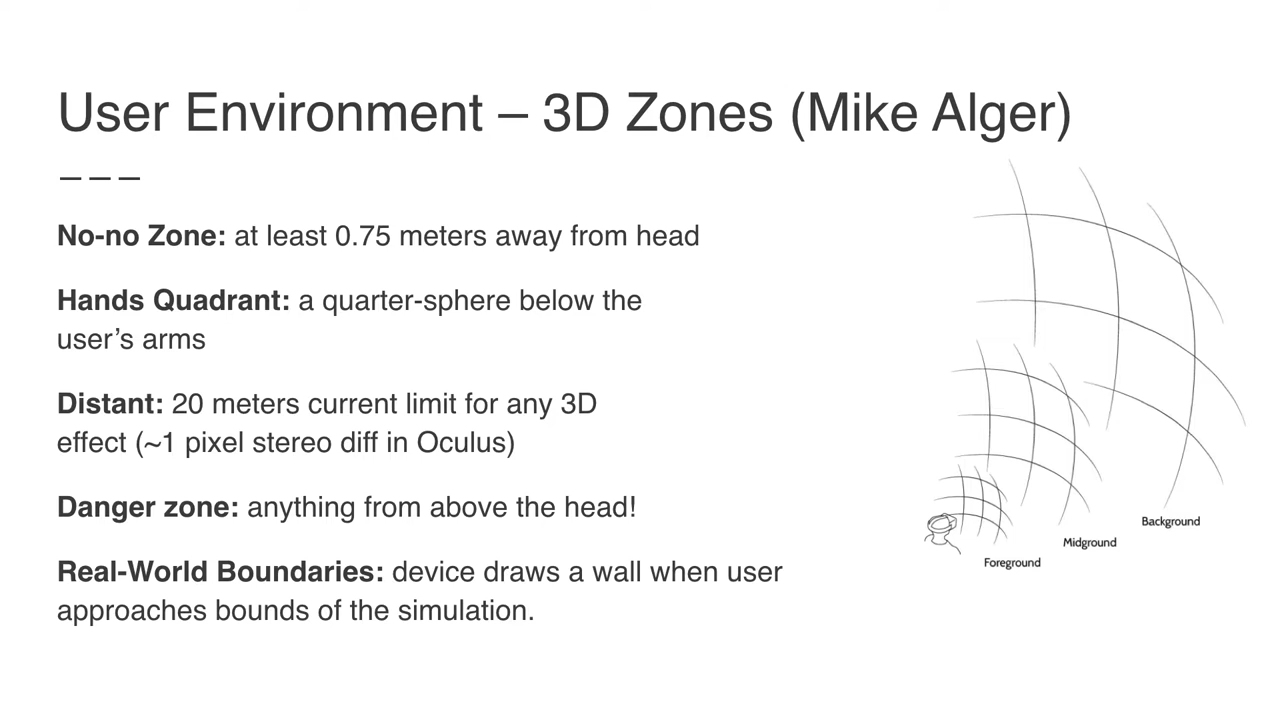 User Environment – 3D Zones (Mike Alger)
No-no Zone: at least 0.75 meters away from head
Hands Quadrant: a quarter-sphere below the
user’s arms
Distant: 20 meters current limit for any 3D
effect (~1 pixel stereo diff in Oculus)
Danger zone: anything from above the head!
Real-World Boundaries: device draws a wall when user
approaches bounds of the simulation.
Background
Midground
Foreground